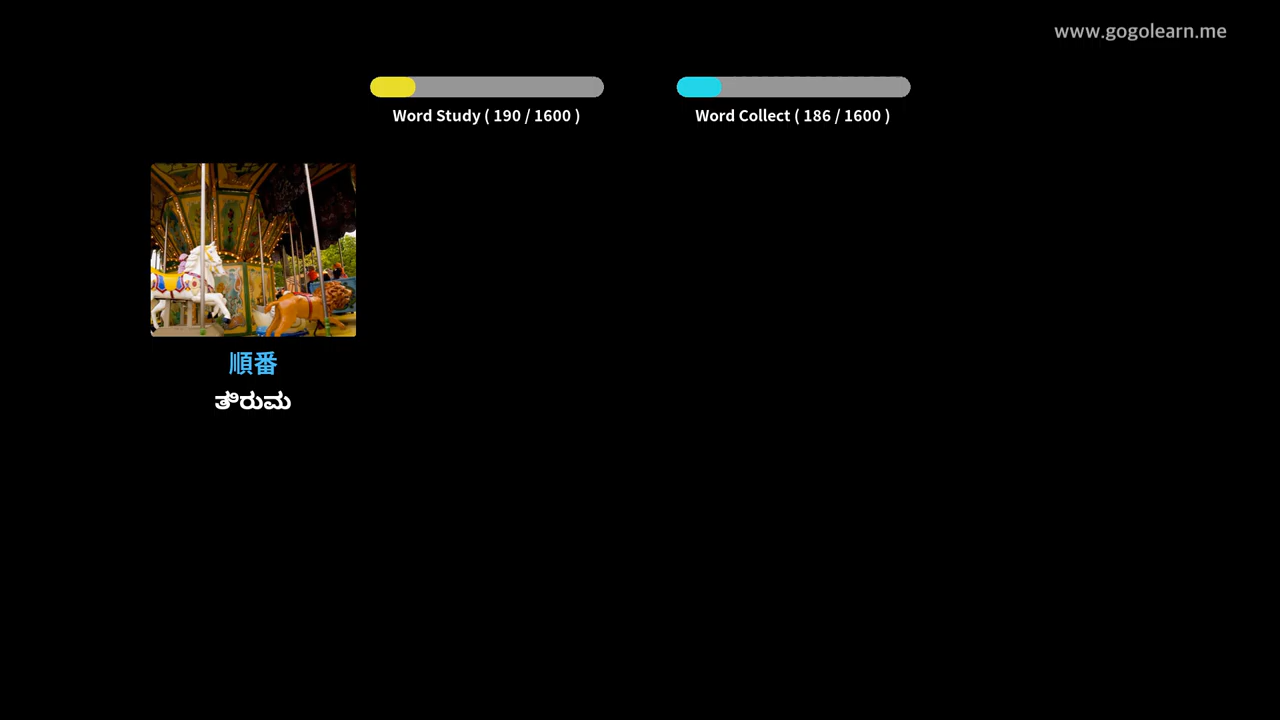 www.gogolearn.me
Word Study ( 190 / 1600 )
Word Collect ( 186 / 1600 )
順番
ತಿರುವು